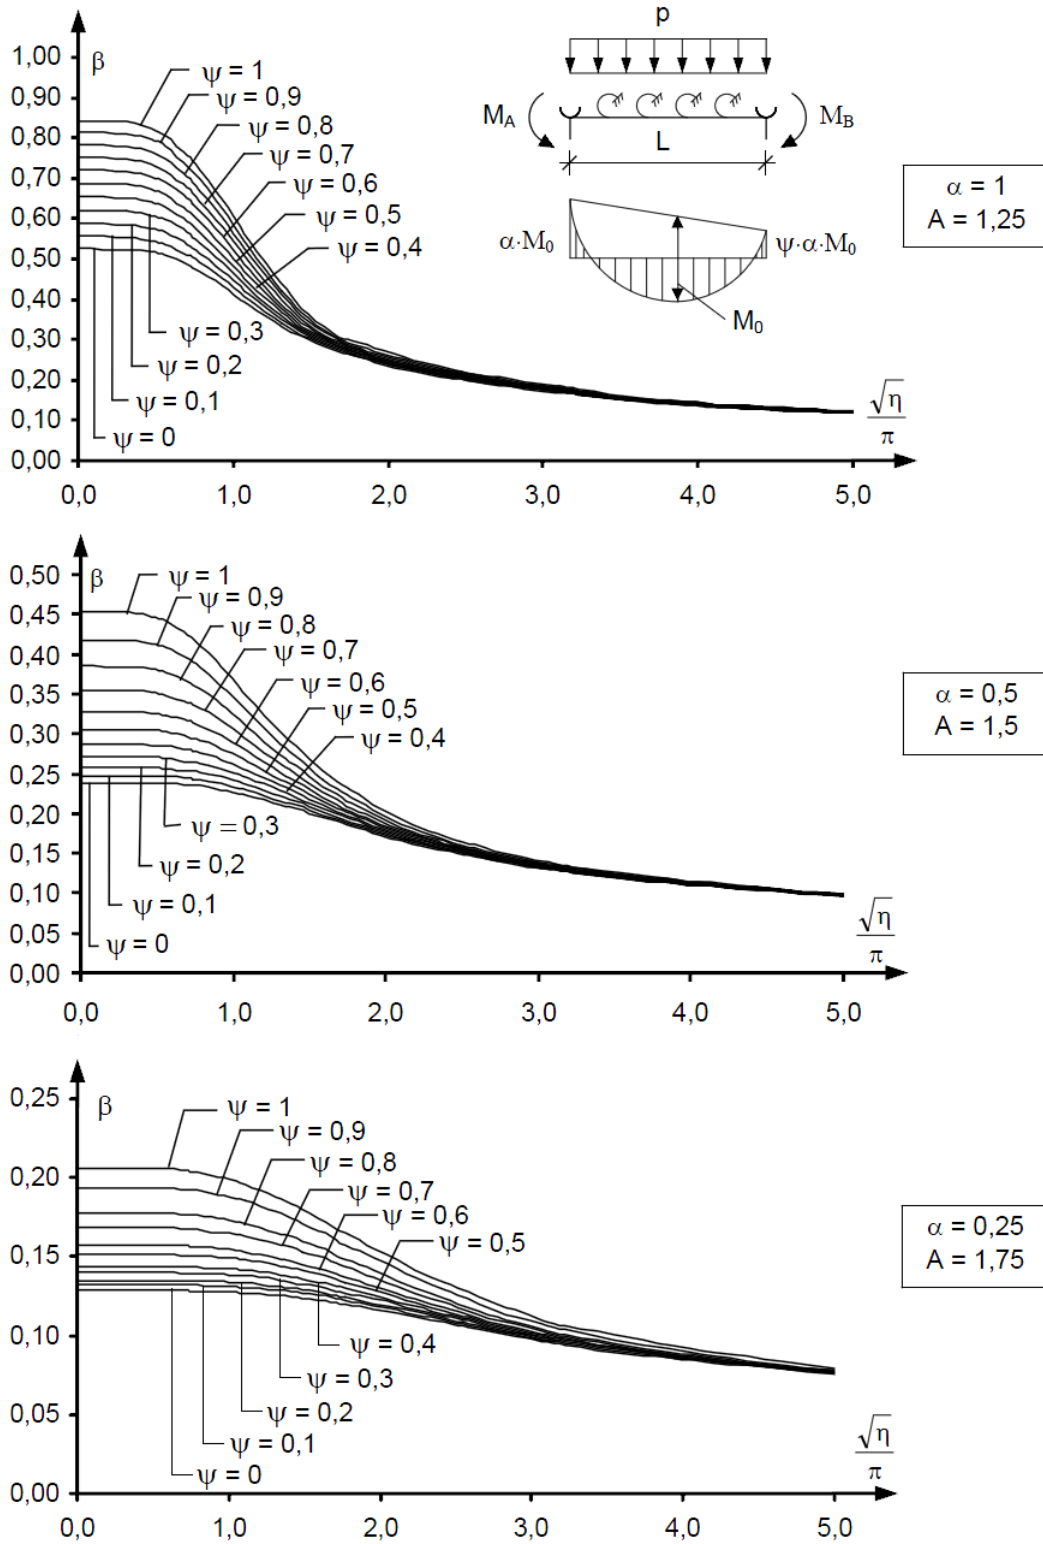 p
1,00
β
ψ = 1
0,90
ψ = 0,9
M_A
M_B
0,80
ψ = 0,8
L
ψ = 0,7
0,70
ψ = 0,6
α = 1
0,60
ψ = 0,5
A = 1,25
0,50
ψ = 0,4
α·M₀
ψ·α·M₀
0,40
M₀
0,30
ψ = 0,3
ψ = 0,2
0,20
ψ = 0,1
0,10
ψ = 0
√η
π
0,00
0,0 1,0 2,0 3,0 4,0 5,0
0,50
β
ψ = 1
0,45
ψ = 0,9
ψ = 0,8
0,40
ψ = 0,7
0,35
ψ = 0,6
α = 0,5
ψ = 0,5
A = 1,5
0,30
ψ = 0,4
0,25
0,20
ψ = 0,3
0,15
ψ = 0,2
0,10
ψ = 0,1
0,05
ψ = 0
√η
π
0,00
0,0 1,0 2,0 3,0 4,0 5,0
0,25
β
ψ = 1
ψ = 0,9
0,20
ψ = 0,8
ψ = 0,7
ψ = 0,6
α = 0,25
0,15
ψ = 0,5
A = 1,75
0,10
ψ = 0,4
ψ = 0,3
0,05
ψ = 0,2
ψ = 0,1
ψ = 0
√η
π
0,00
0,0 1,0 2,0 3,0 4,0 5,0